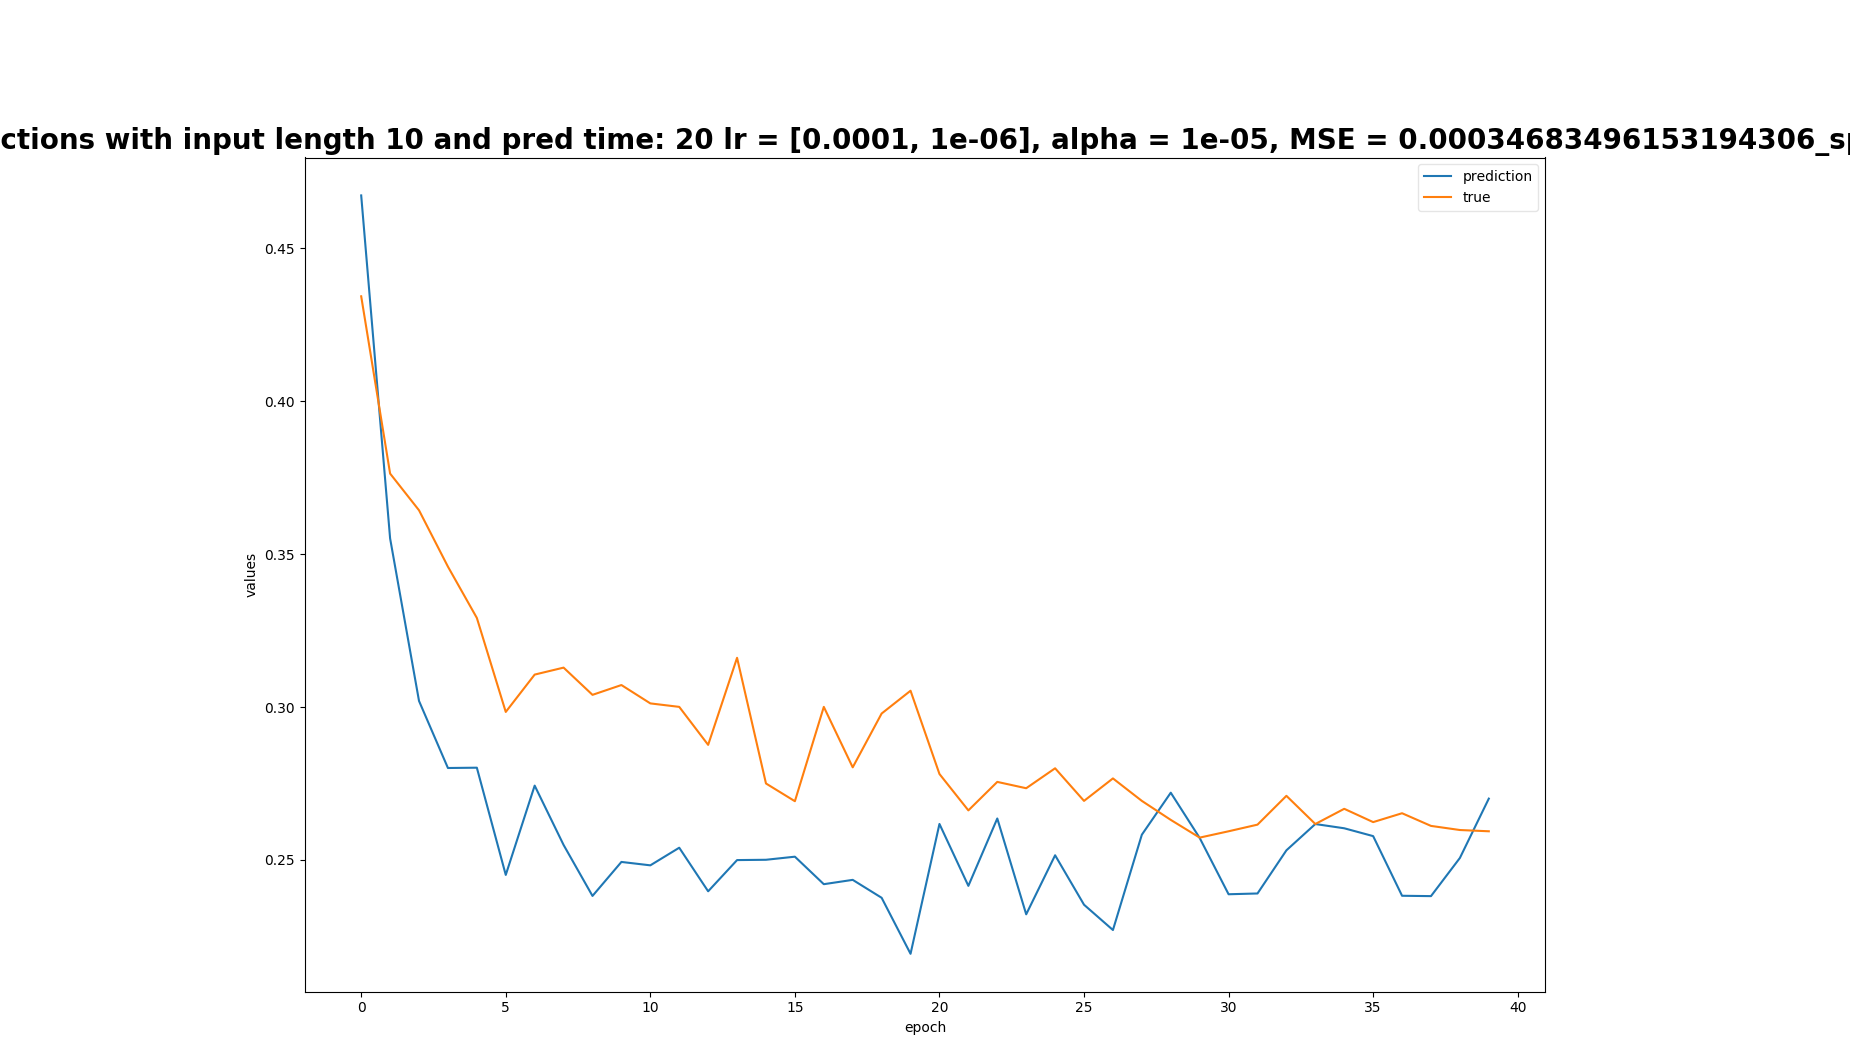 ctions with input length 10 and pred time: 20 lr = [0.0001, 1e-06], alpha = 1e-05, MSE = 0.00034683496153194306_sp
prediction
true
0.45
0.40
0.35
0.30
0.25
values
0 5 10 15 20 25 30 35 40
epoch